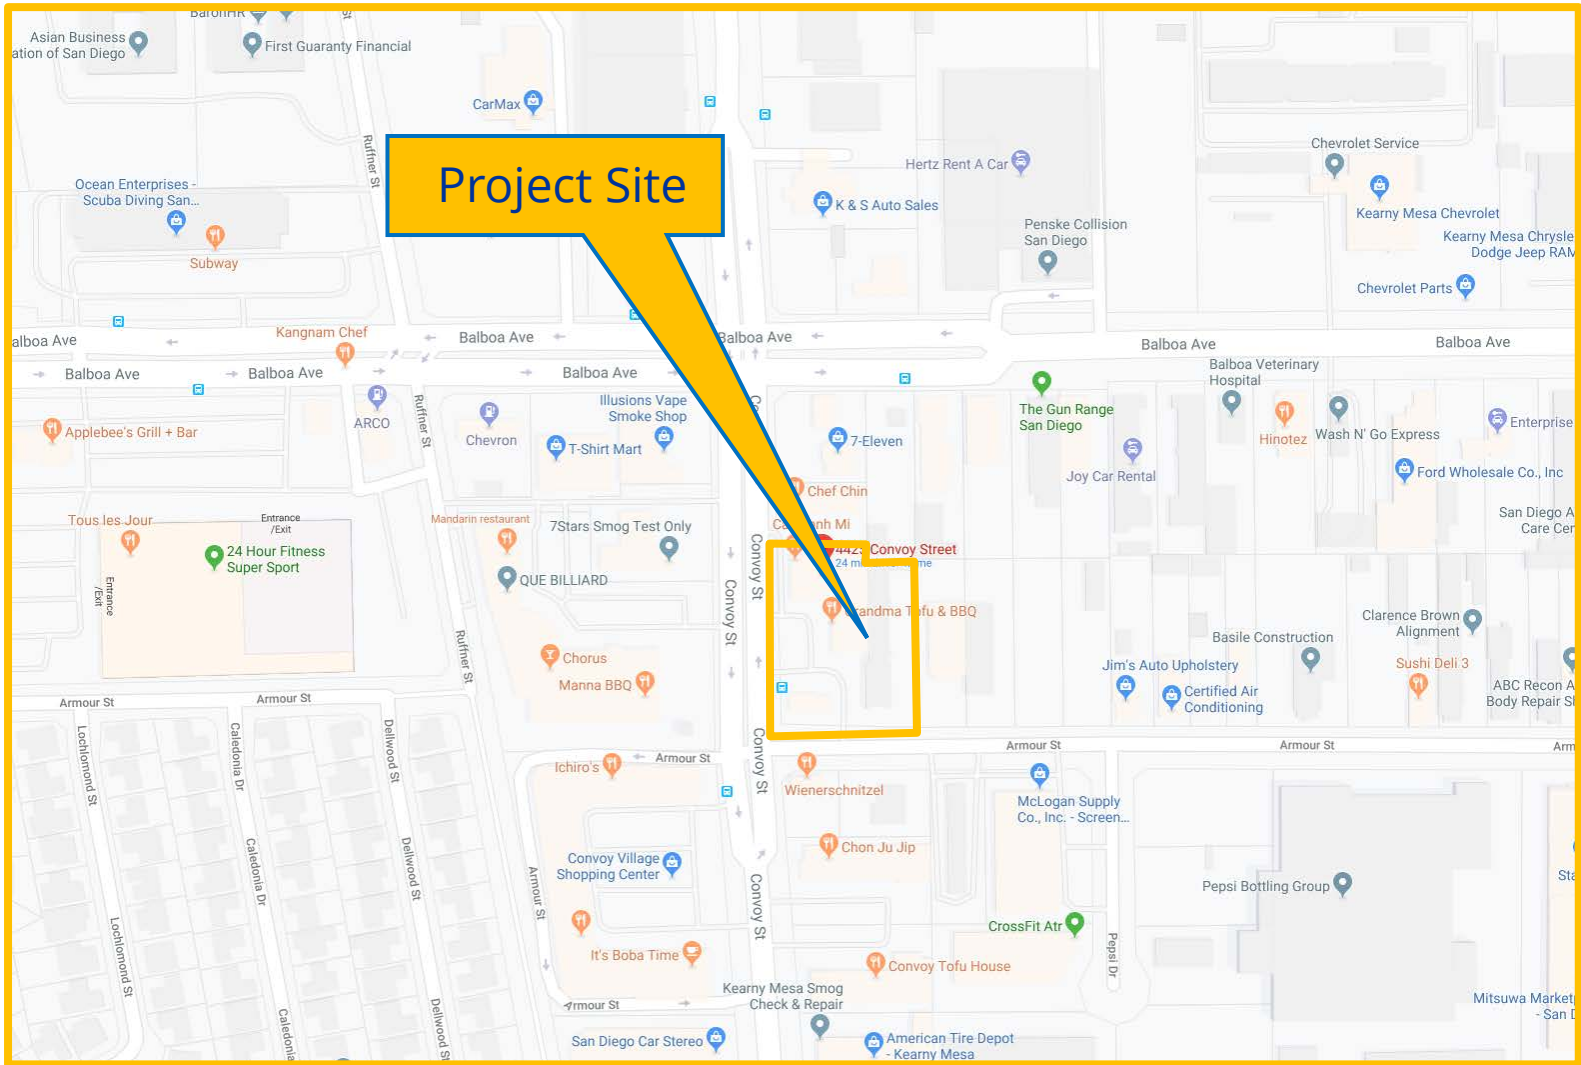 BaronHR
St
Asian Business
ation of San Diego
First Guaranty Financial
CarMax
Ruffner St
Project Site
Hertz Rent A Car
Chevrolet Service
Ocean Enterprises -
Scuba Diving San...
Subway
K & S Auto Sales
Penske Collision
San Diego
Kearny Mesa Chevrolet
Kearny Mesa Chrysle
Dodge Jeep RAM
Chevrolet Parts
alboa Ave
Kangnam Chef
Balboa Ave
Balboa Ave
Balboa Ave
Balboa Ave
Balboa Ave
Balboa Ave
Balboa Ave
Balboa Veterinary
Hospital
Illusions Vape
Smoke Shop
The Gun Range
San Diego
ARCO
Ruffner St
Chevron
T-Shirt Mart
7-Eleven
Hinotez
Wash N' Go Express
Enterprise
Applebee's Grill + Bar
Joy Car Rental
Ford Wholesale Co., Inc
Chef Chin
Tous les Jour
Entrance
/Exit
Mandarin restaurant
7Stars Smog Test Only
San Diego A
Care Cen
24 Hour Fitness
Super Sport
Convoy St
4425 Convoy Street
Entrance
/Exit
QUE BILLIARD
Convoy St
Grandma Tofu & BBQ
Clarence Brown
Alignment
Ruffner St
Basile Construction
Chorus
Manna BBQ
Jim's Auto Upholstery
Certified Air
Conditioning
Sushi Deli 3
ABC Recon A
Body Repair S
Armour St
Armour St
Lochlomond St
Caledonia Dr
Dellwood St
Convoy St
Armour St
Armour St
Arm
Ichiro's
Armour St
Wienerschnitzel
McLogan Supply
Co., Inc. - Screen...
Convoy Village
Shopping Center
Chon Ju Jip
Caledonia Dr
Dellwood St
Armour St
Convoy St
Pepsi Bottling Group
Sta
Lochlomond St
It's Boba Time
CrossFit Atr
Convoy Tofu House
Pepsi Dr
Kearny Mesa Smog
Check & Repair
Armour St
Mitsuwa Market
- San D
Caledonia
Dellwood St
San Diego Car Stereo
American Tire Depot
- Kearny Mesa